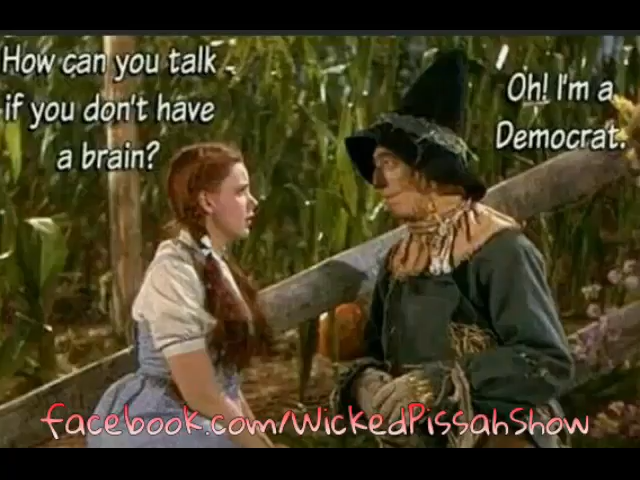 How can you talk
if you don't have
a brain?
Oh! I'm a
Democrat.
facebook.com/WickedPissahShow